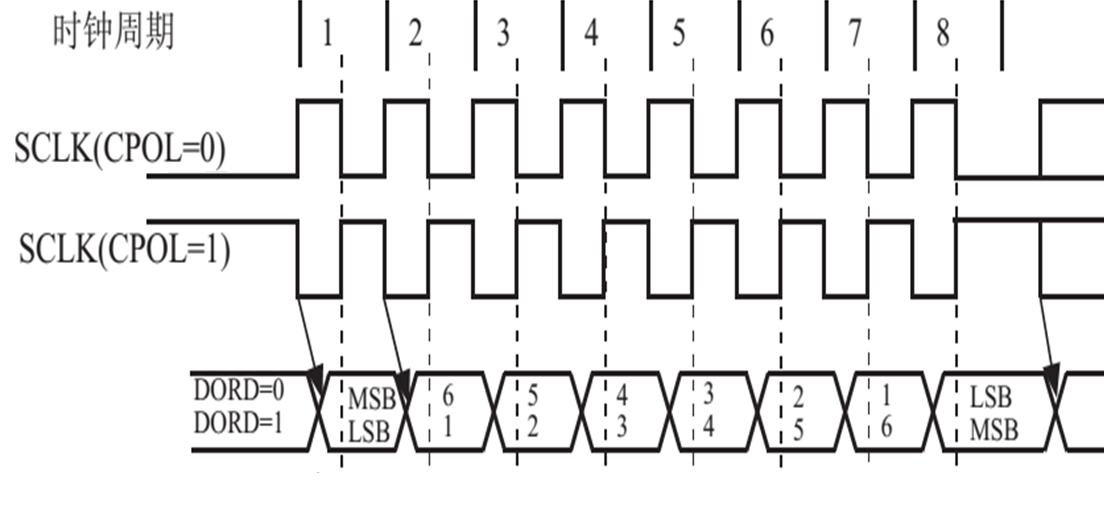 时钟周期 1 2 3 4 5 6 7 8
SCLK(CPOL=0)
SCLK(CPOL=1)
DORD=0 MSB 6 5 4 3 2 1 LSB
DORD=1 LSB 1 2 3 4 5 6 MSB